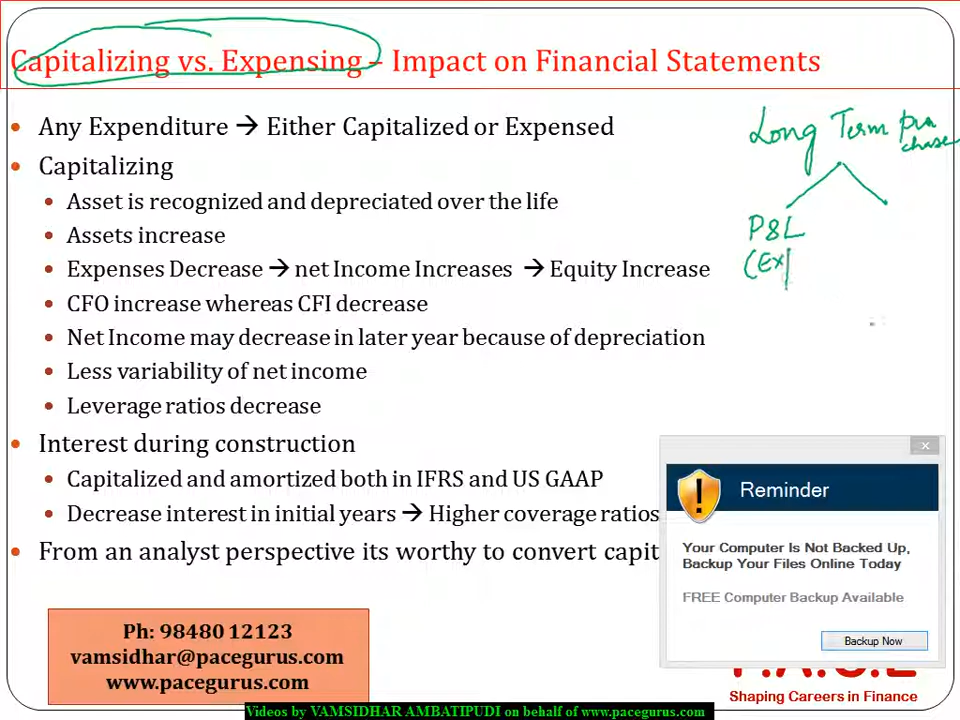 Capitalizing vs. Expensing – Impact on Financial Statements
Any Expenditure → Either Capitalized or Expensed
Capitalizing
Asset is recognized and depreciated over the life
Assets increase
Expenses Decrease → net Income Increases → Equity Increase
CFO increase whereas CFI decrease
Net Income may decrease in later year because of depreciation
Less variability of net income
Leverage ratios decrease
Interest during construction
Capitalized and amortized both in IFRS and US GAAP
Decrease interest in initial years → Higher coverage ratios
From an analyst perspective its worthy to convert capit
Long Term pur
chase
P&L
(Ex
Reminder
Your Computer Is Not Backed Up,
Backup Your Files Online Today
FREE Computer Backup Available
Backup Now
Ph: 98480 12123
vamsidhar@pacegurus.com
www.pacegurus.com
Shaping Careers in Finance
Videos by VAMSIDHAR AMBATIPUDI on behalf of www.pacegurus.com